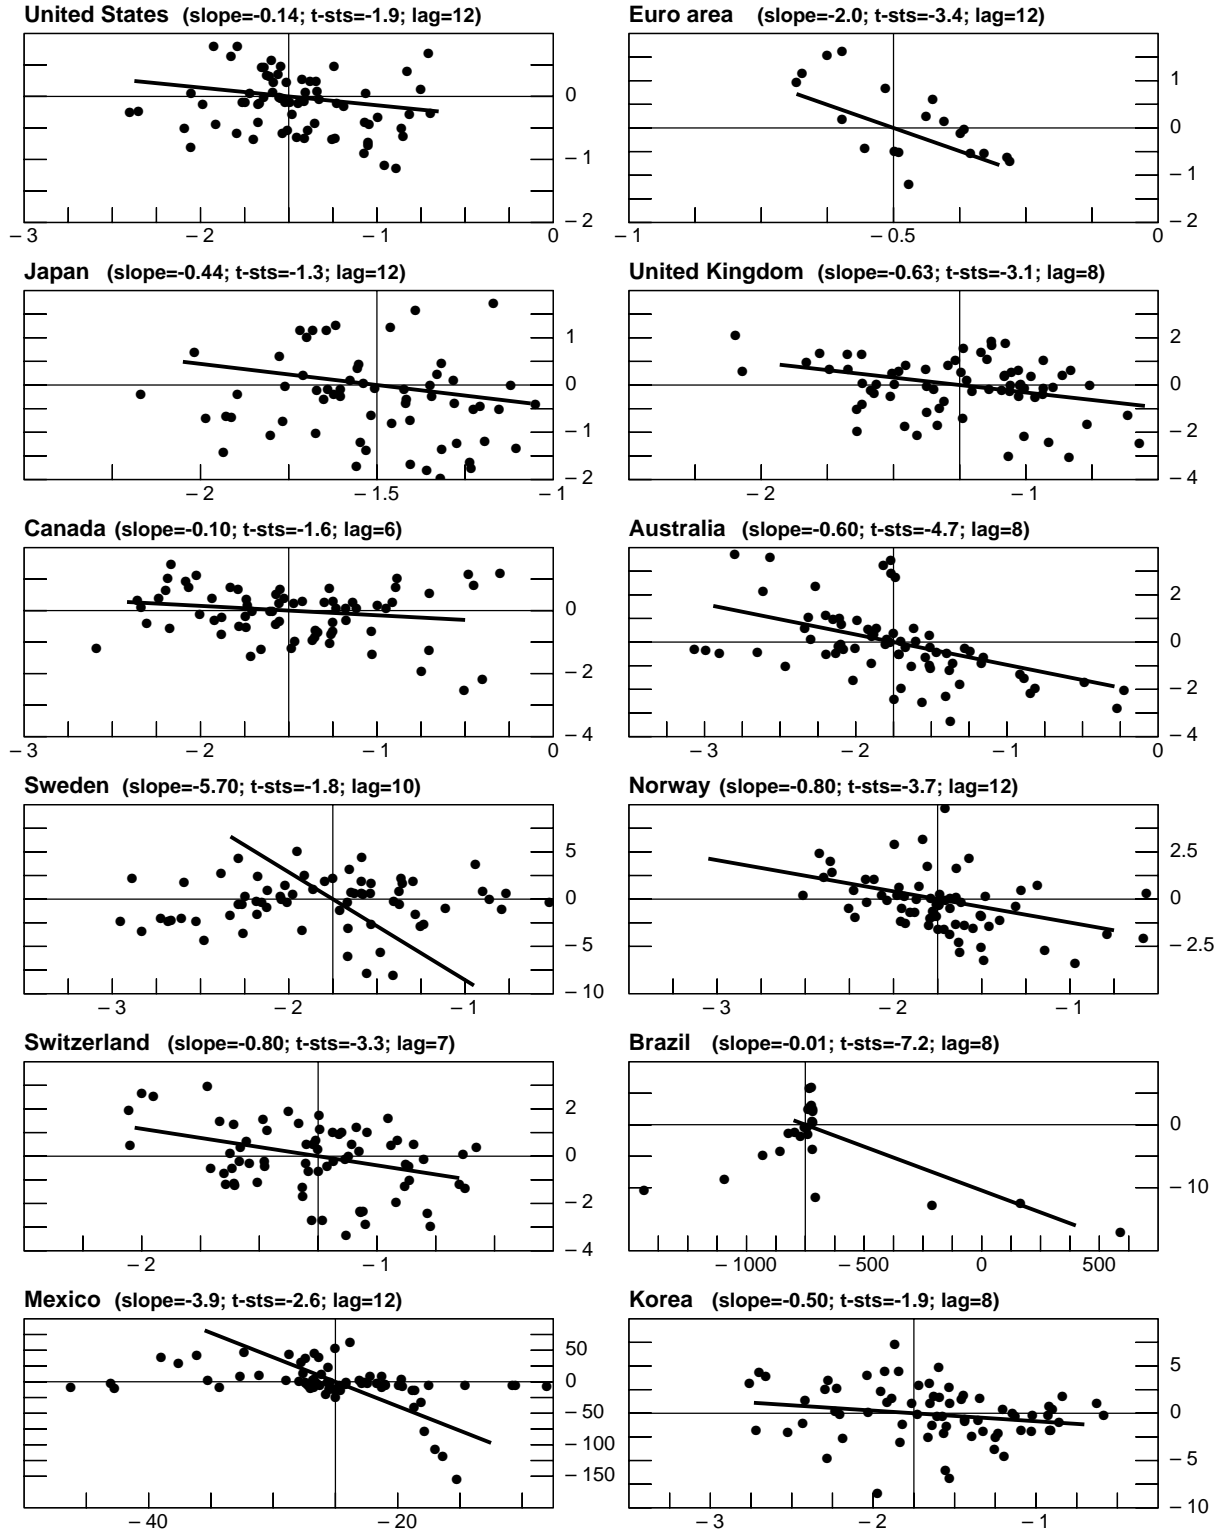 United States (slope=-0.14; t-sts=-1.9; lag=12)
0
− 1
− 2
− 3 − 2 − 1 0
Euro area (slope=-2.0; t-sts=-3.4; lag=12)
1
0
− 1
− 2
− 1 − 0.5 0
Japan (slope=-0.44; t-sts=-1.3; lag=12)
1
0
− 1
− 2
− 2 − 1.5 − 1
United Kingdom (slope=-0.63; t-sts=-3.1; lag=8)
2
0
− 2
− 4
− 2 − 1
Canada (slope=-0.10; t-sts=-1.6; lag=6)
0
− 2
− 4
− 3 − 2 − 1 0
Australia (slope=-0.60; t-sts=-4.7; lag=8)
2
0
− 2
− 4
− 3 − 2 − 1 0
Sweden (slope=-5.70; t-sts=-1.8; lag=10)
5
0
− 5
− 10
− 3 − 2 − 1
Norway (slope=-0.80; t-sts=-3.7; lag=12)
2.5
0
− 2.5
− 3 − 2 − 1
Switzerland (slope=-0.80; t-sts=-3.3; lag=7)
2
0
− 2
− 4
− 2 − 1
Brazil (slope=-0.01; t-sts=-7.2; lag=8)
0
− 10
− 1000 − 500 0 500
Mexico (slope=-3.9; t-sts=-2.6; lag=12)
50
0
− 50
− 100
− 150
− 40 − 20
Korea (slope=-0.50; t-sts=-1.9; lag=8)
5
0
− 5
− 10
− 3 − 2 − 1